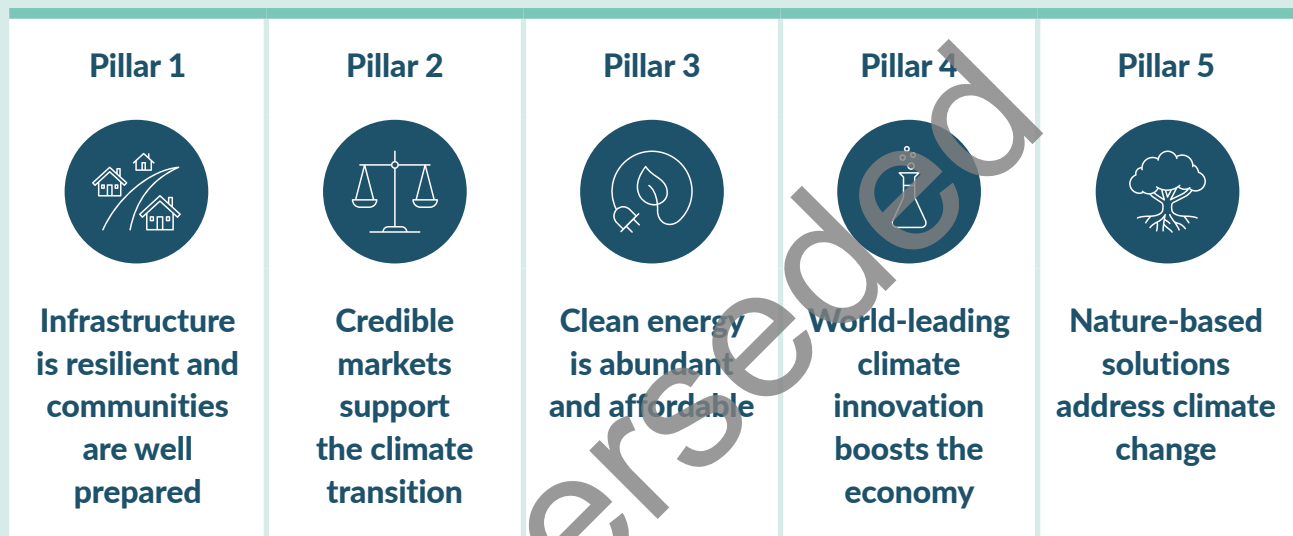 Pillar 1
Infrastructure
is resilient and
communities
are well
prepared
Pillar 2
Credible
markets
support
the climate
transition
Pillar 3
Clean energy
is abundant
and affordable
Pillar 4
World-leading
climate
innovation
boosts the
economy
Pillar 5
Nature-based
solutions
address climate
change
ersed​ed